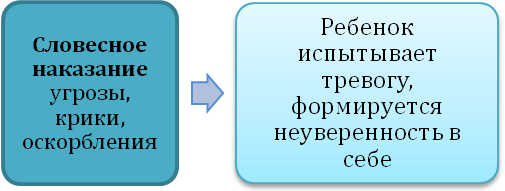 Словесное
наказание
угрозы,
крики,
оскорбления
Ребенок
испытывает
тревогу,
формируется
неуверенность в
себе